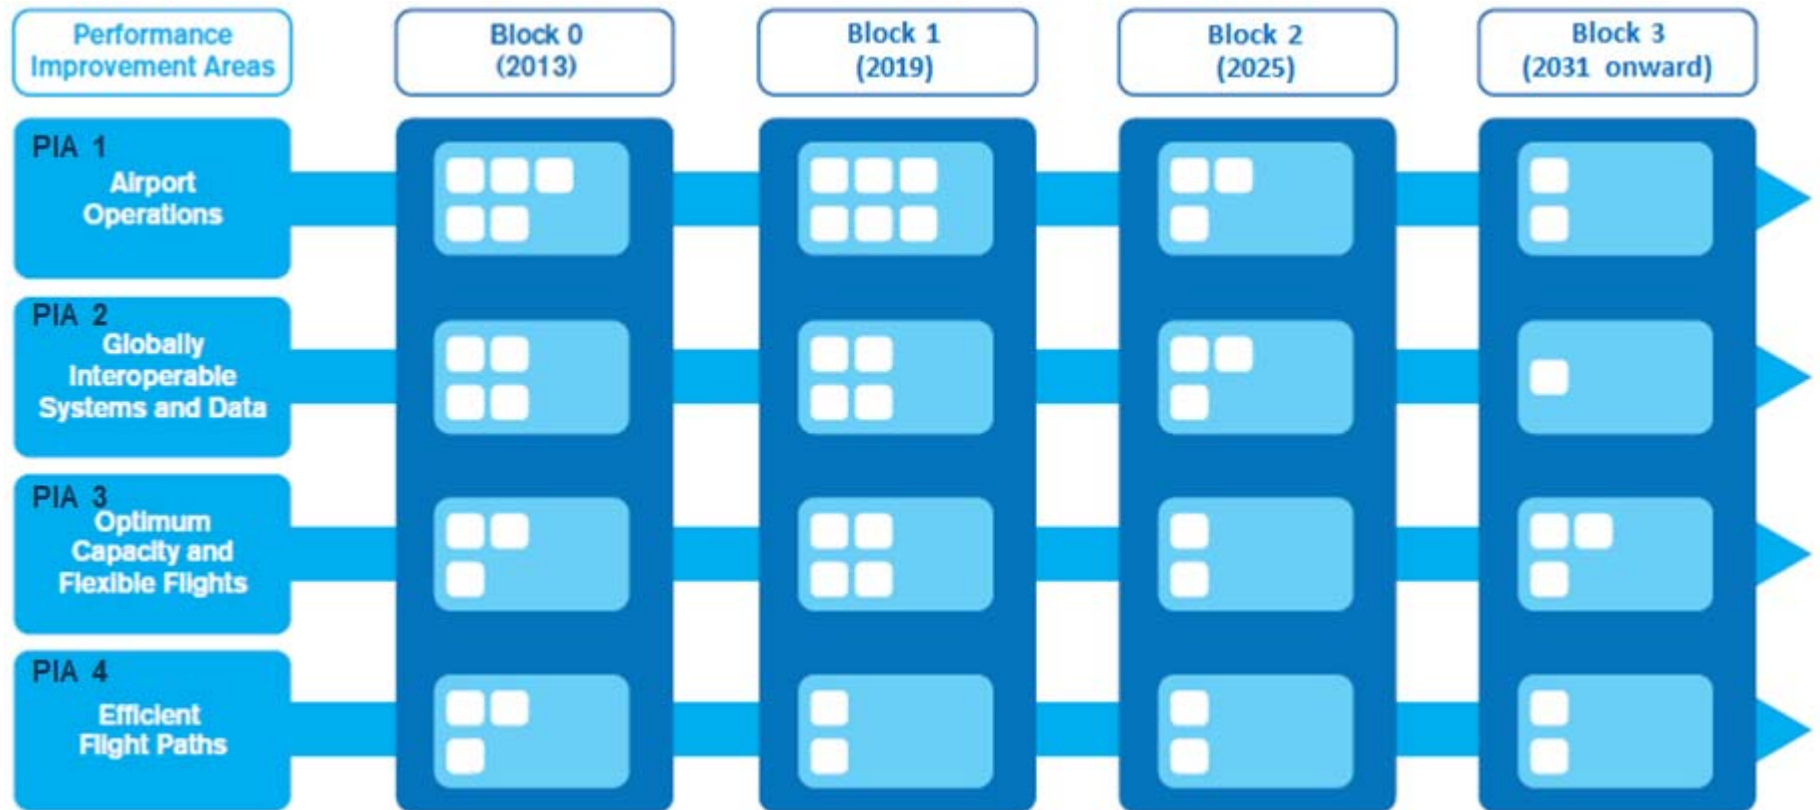 Performance
Improvement Areas
Block 0
(2013)
Block 1
(2019)
Block 2
(2025)
Block 3
(2031 onward)
PIA 1
Airport
Operations
PIA 2
Globally
Interoperable
Systems and Data
PIA 3
Optimum
Capacity and
Flexible Flights
PIA 4
Efficient
Flight Paths